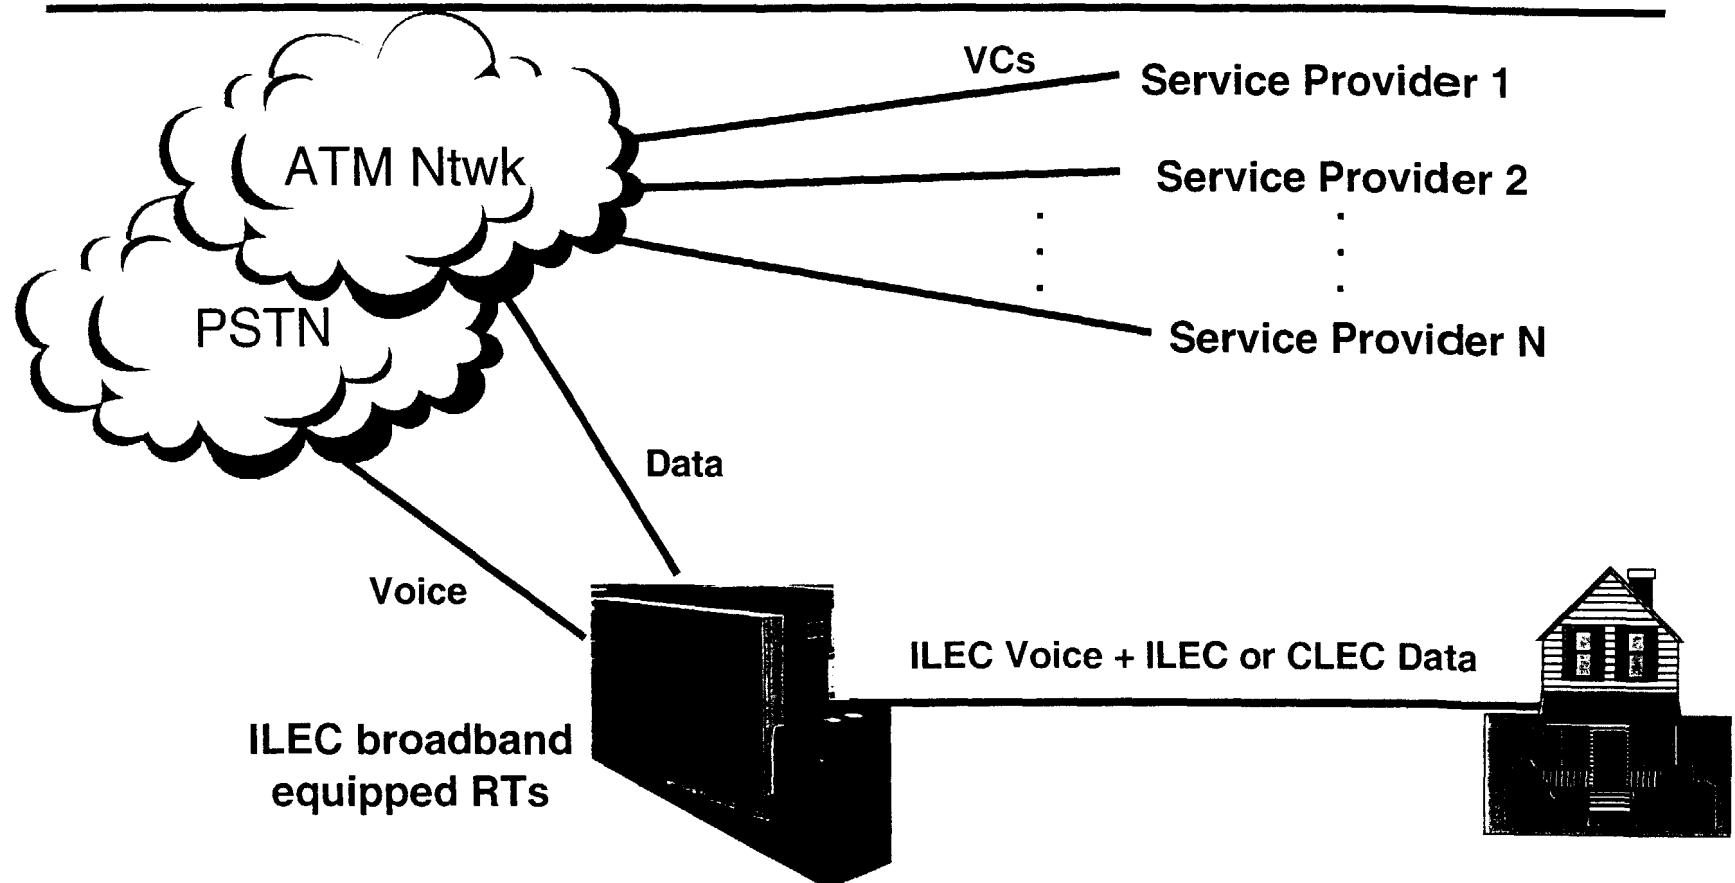 VCs
Service Provider 1
ATM Ntwk
Service Provider 2
PSTN
Service Provider N
Data
Voice
ILEC Voice + ILEC or CLEC Data
ILEC broadband
equipped RTs